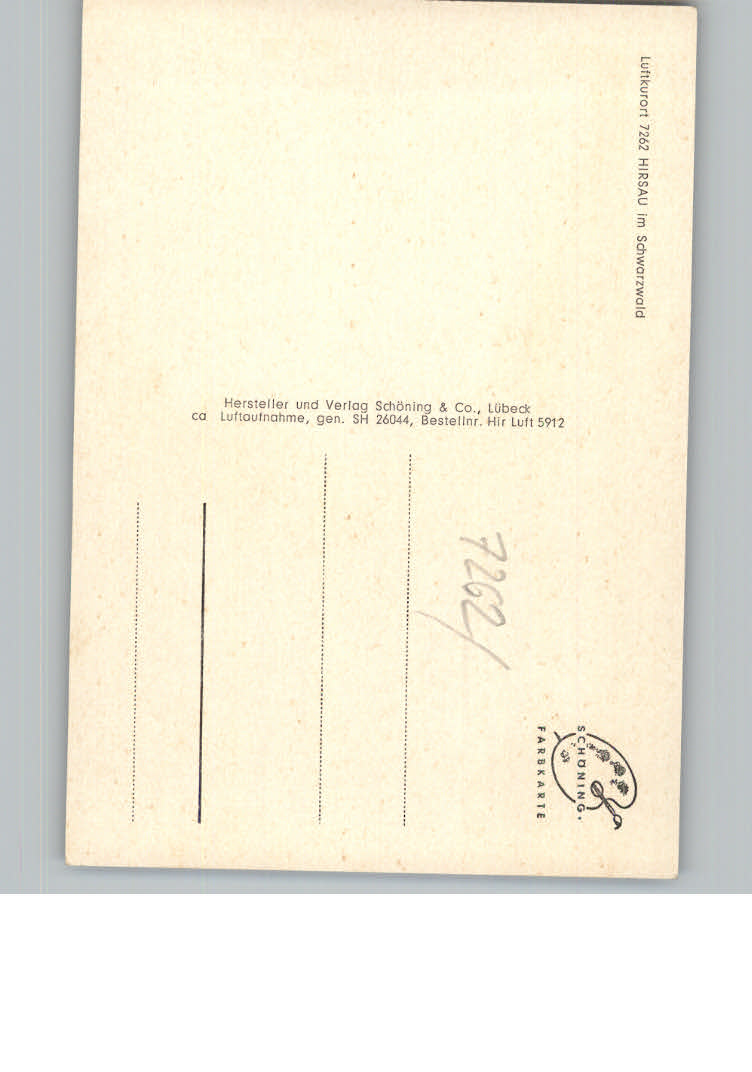 Luftkurort 7262 HIRSAU im Schwarzwald
Hersteller und Verlag Schöning & Co., Lübeck
ca Luftaufnahme, gen. SH 26044, Bestellnr. Hir Luft 5912
7262/
SCHÖNING.
FARBKARTE